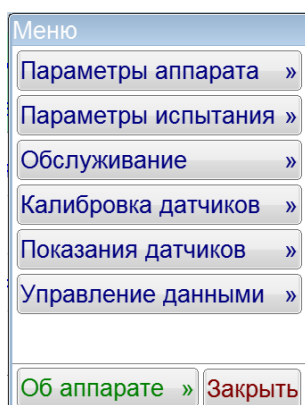 Меню
Параметры аппарата »
Параметры испытания »
Обслуживание »
Калибровка датчиков »
Показания датчиков »
Управление данными »
Об аппарате » Закрыть